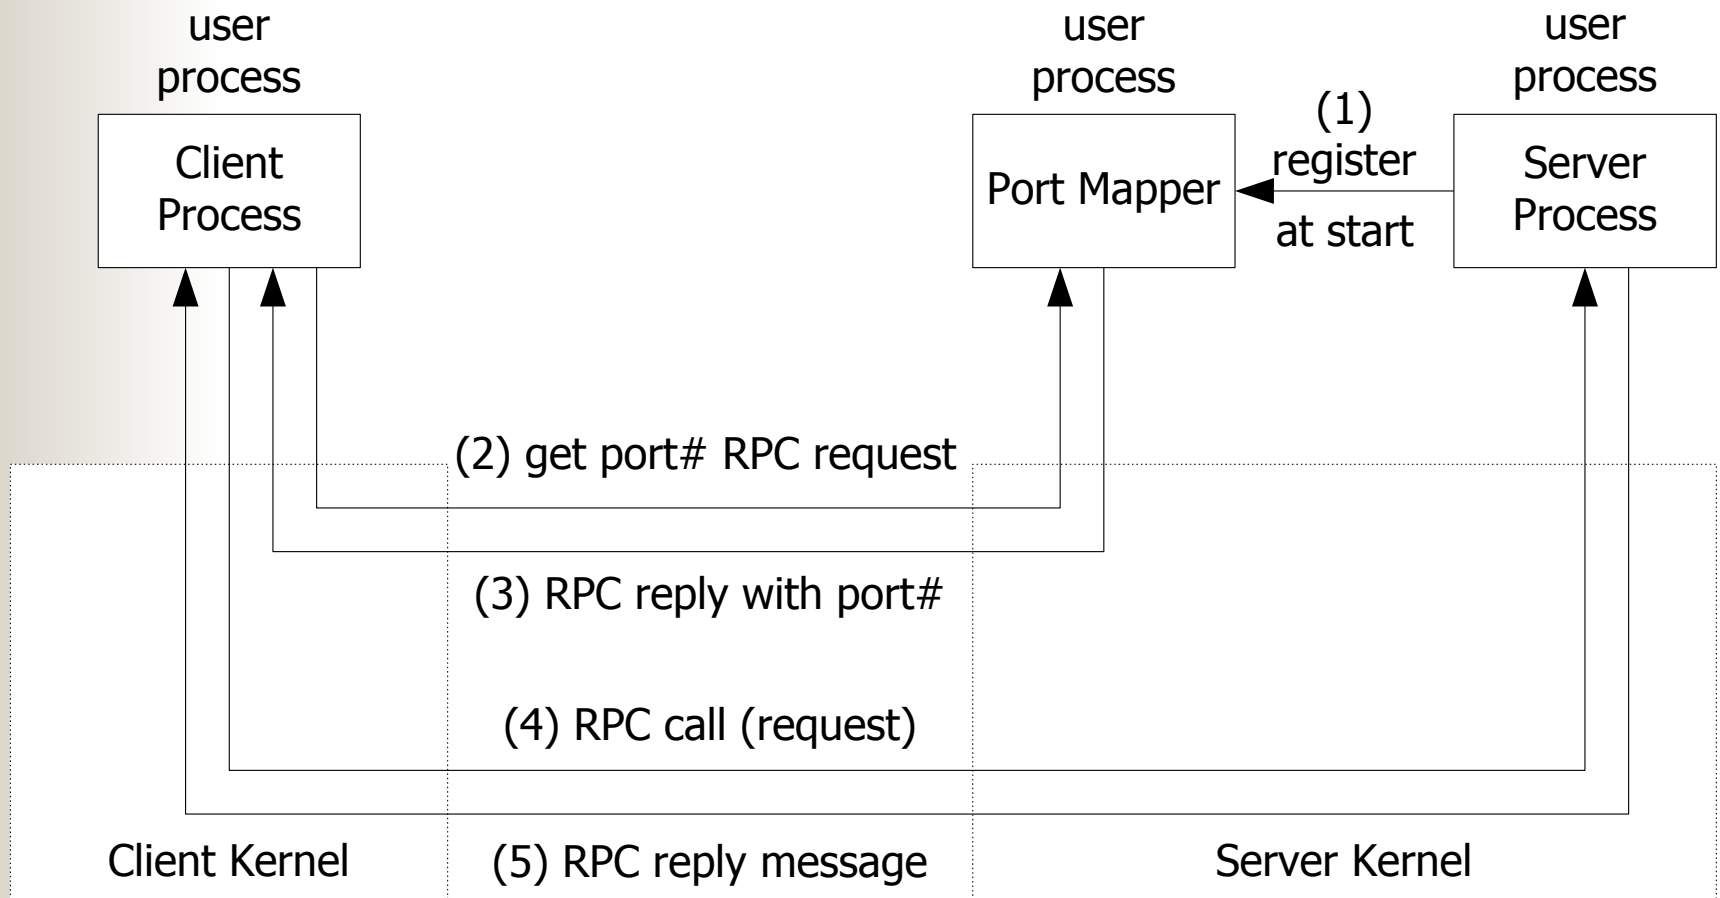 user
process
user
process
user
process
Client
Process
Port Mapper
(1)
register
at start
Server
Process
(2) get port# RPC request
(3) RPC reply with port#
(4) RPC call (request)
Client Kernel
(5) RPC reply message
Server Kernel